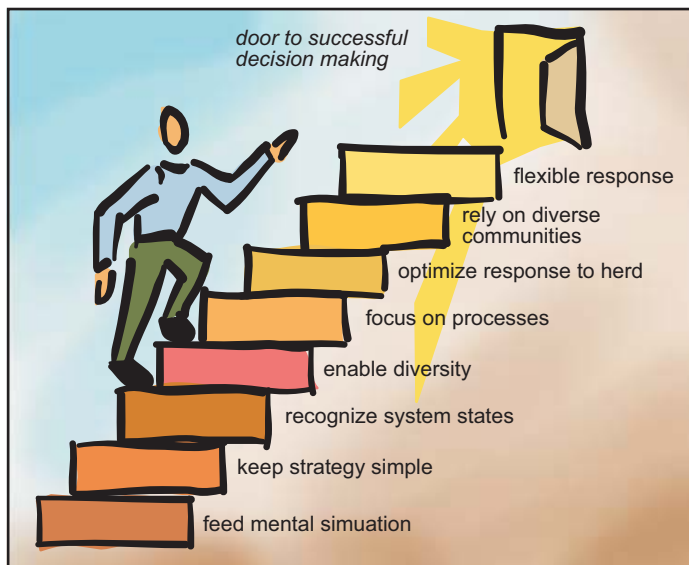 door to successful
decision making
flexible response
rely on diverse
communities
optimize response to herd
focus on processes
enable diversity
recognize system states
keep strategy simple
feed mental simuation